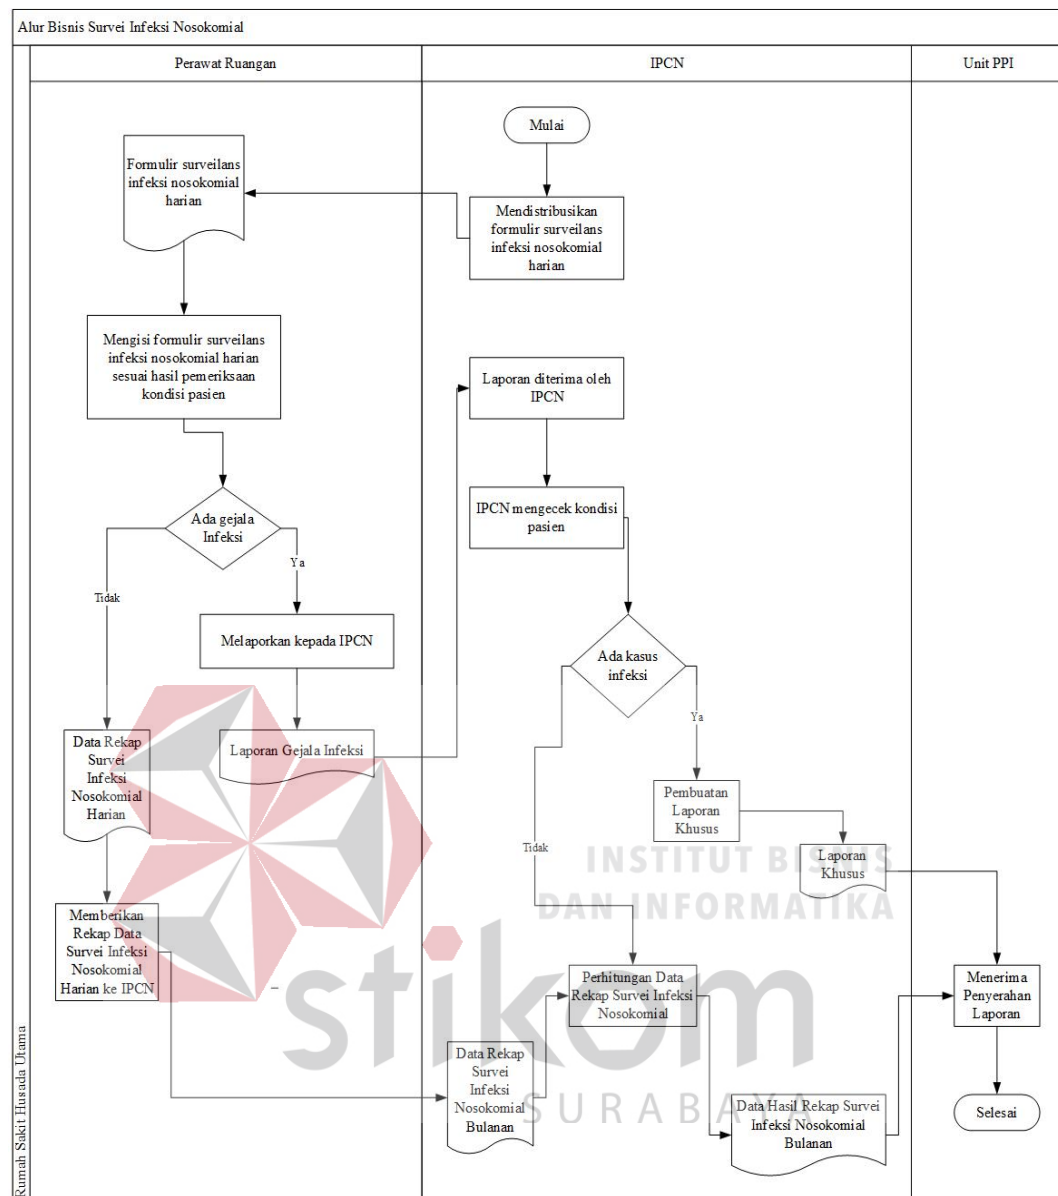 Alur Bisnis Survei Infeksi Nosokomial
Perawat Ruangan
IPCN
Unit PPI
Mulai
Formulir surveilans
infeksi nosokomial
harian
Mendistribusikan
formulir surveilans
infeksi nosokomial
harian
Mengisi formulir surveilans
infeksi nosokomial harian
sesuai hasil pemeriksaan
kondisi pasien
Laporan diterima oleh
IPCN
IPCN mengecek kondisi
pasien
Ada gejala
Infeksi
Ya
Tidak
Melaporkan kepada IPCN
Ada kasus
infeksi
Ya
Tidak
Data Rekap
Survei
Infeksi
Nosokomial
Harian
Laporan Gejala Infeksi
Pembuatan
Laporan
Khusus
Laporan
Khusus
INSTITUT BISNIS
DAN INFORMATIKA
Memberikan
Rekap Data
Survei Infeksi
Nosokomial
Harian ke IPCN
Perhitungan Data
Rekap Survei Infeksi
Nosokomial
Menerima
Penyerahan
Laporan
stikom
SURABAYA
Data Rekap
Survei
Infeksi
Nosokomial
Bulanan
Data Hasil Rekap Survei
Infeksi Nosokomial
Bulanan
Selesai
Rumah Sakit Husada Utama